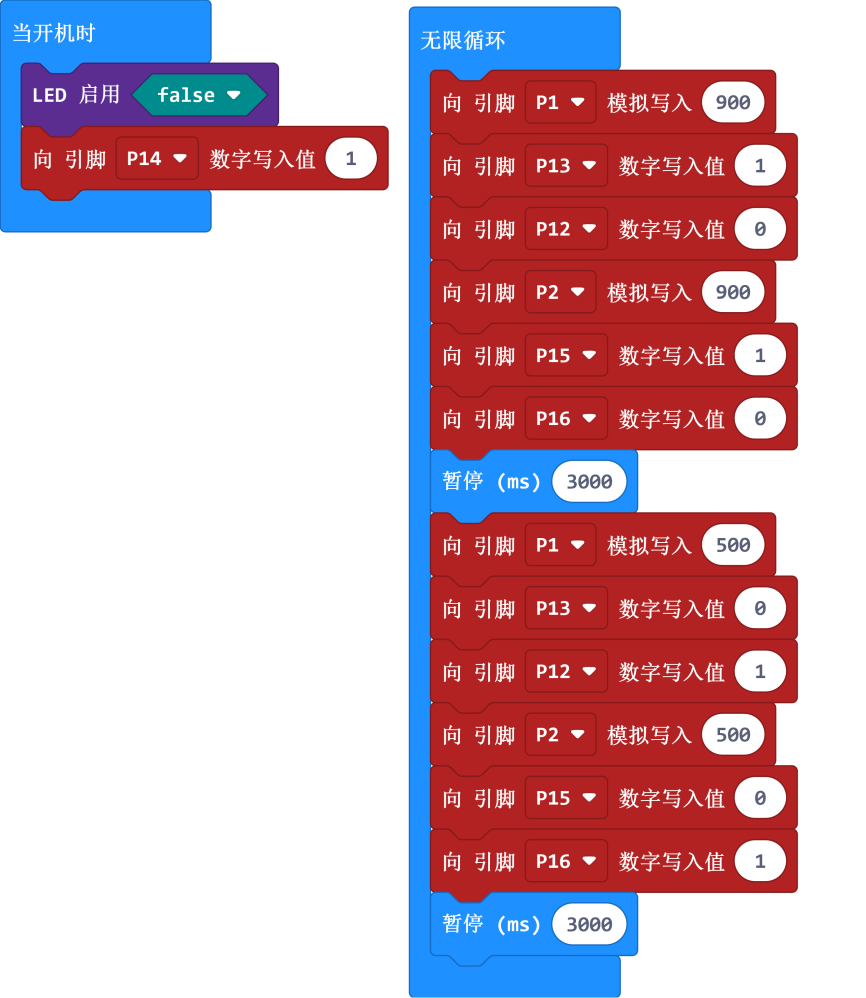 当开机时
LED 启用 false
向 引脚 P14 数字写入值 1
无限循环
向 引脚 P1 模拟写入 900
向 引脚 P13 数字写入值 1
向 引脚 P12 数字写入值 0
向 引脚 P2 模拟写入 900
向 引脚 P15 数字写入值 1
向 引脚 P16 数字写入值 0
暂停 (ms) 3000
向 引脚 P1 模拟写入 500
向 引脚 P13 数字写入值 0
向 引脚 P12 数字写入值 1
向 引脚 P2 模拟写入 500
向 引脚 P15 数字写入值 0
向 引脚 P16 数字写入值 1
暂停 (ms) 3000